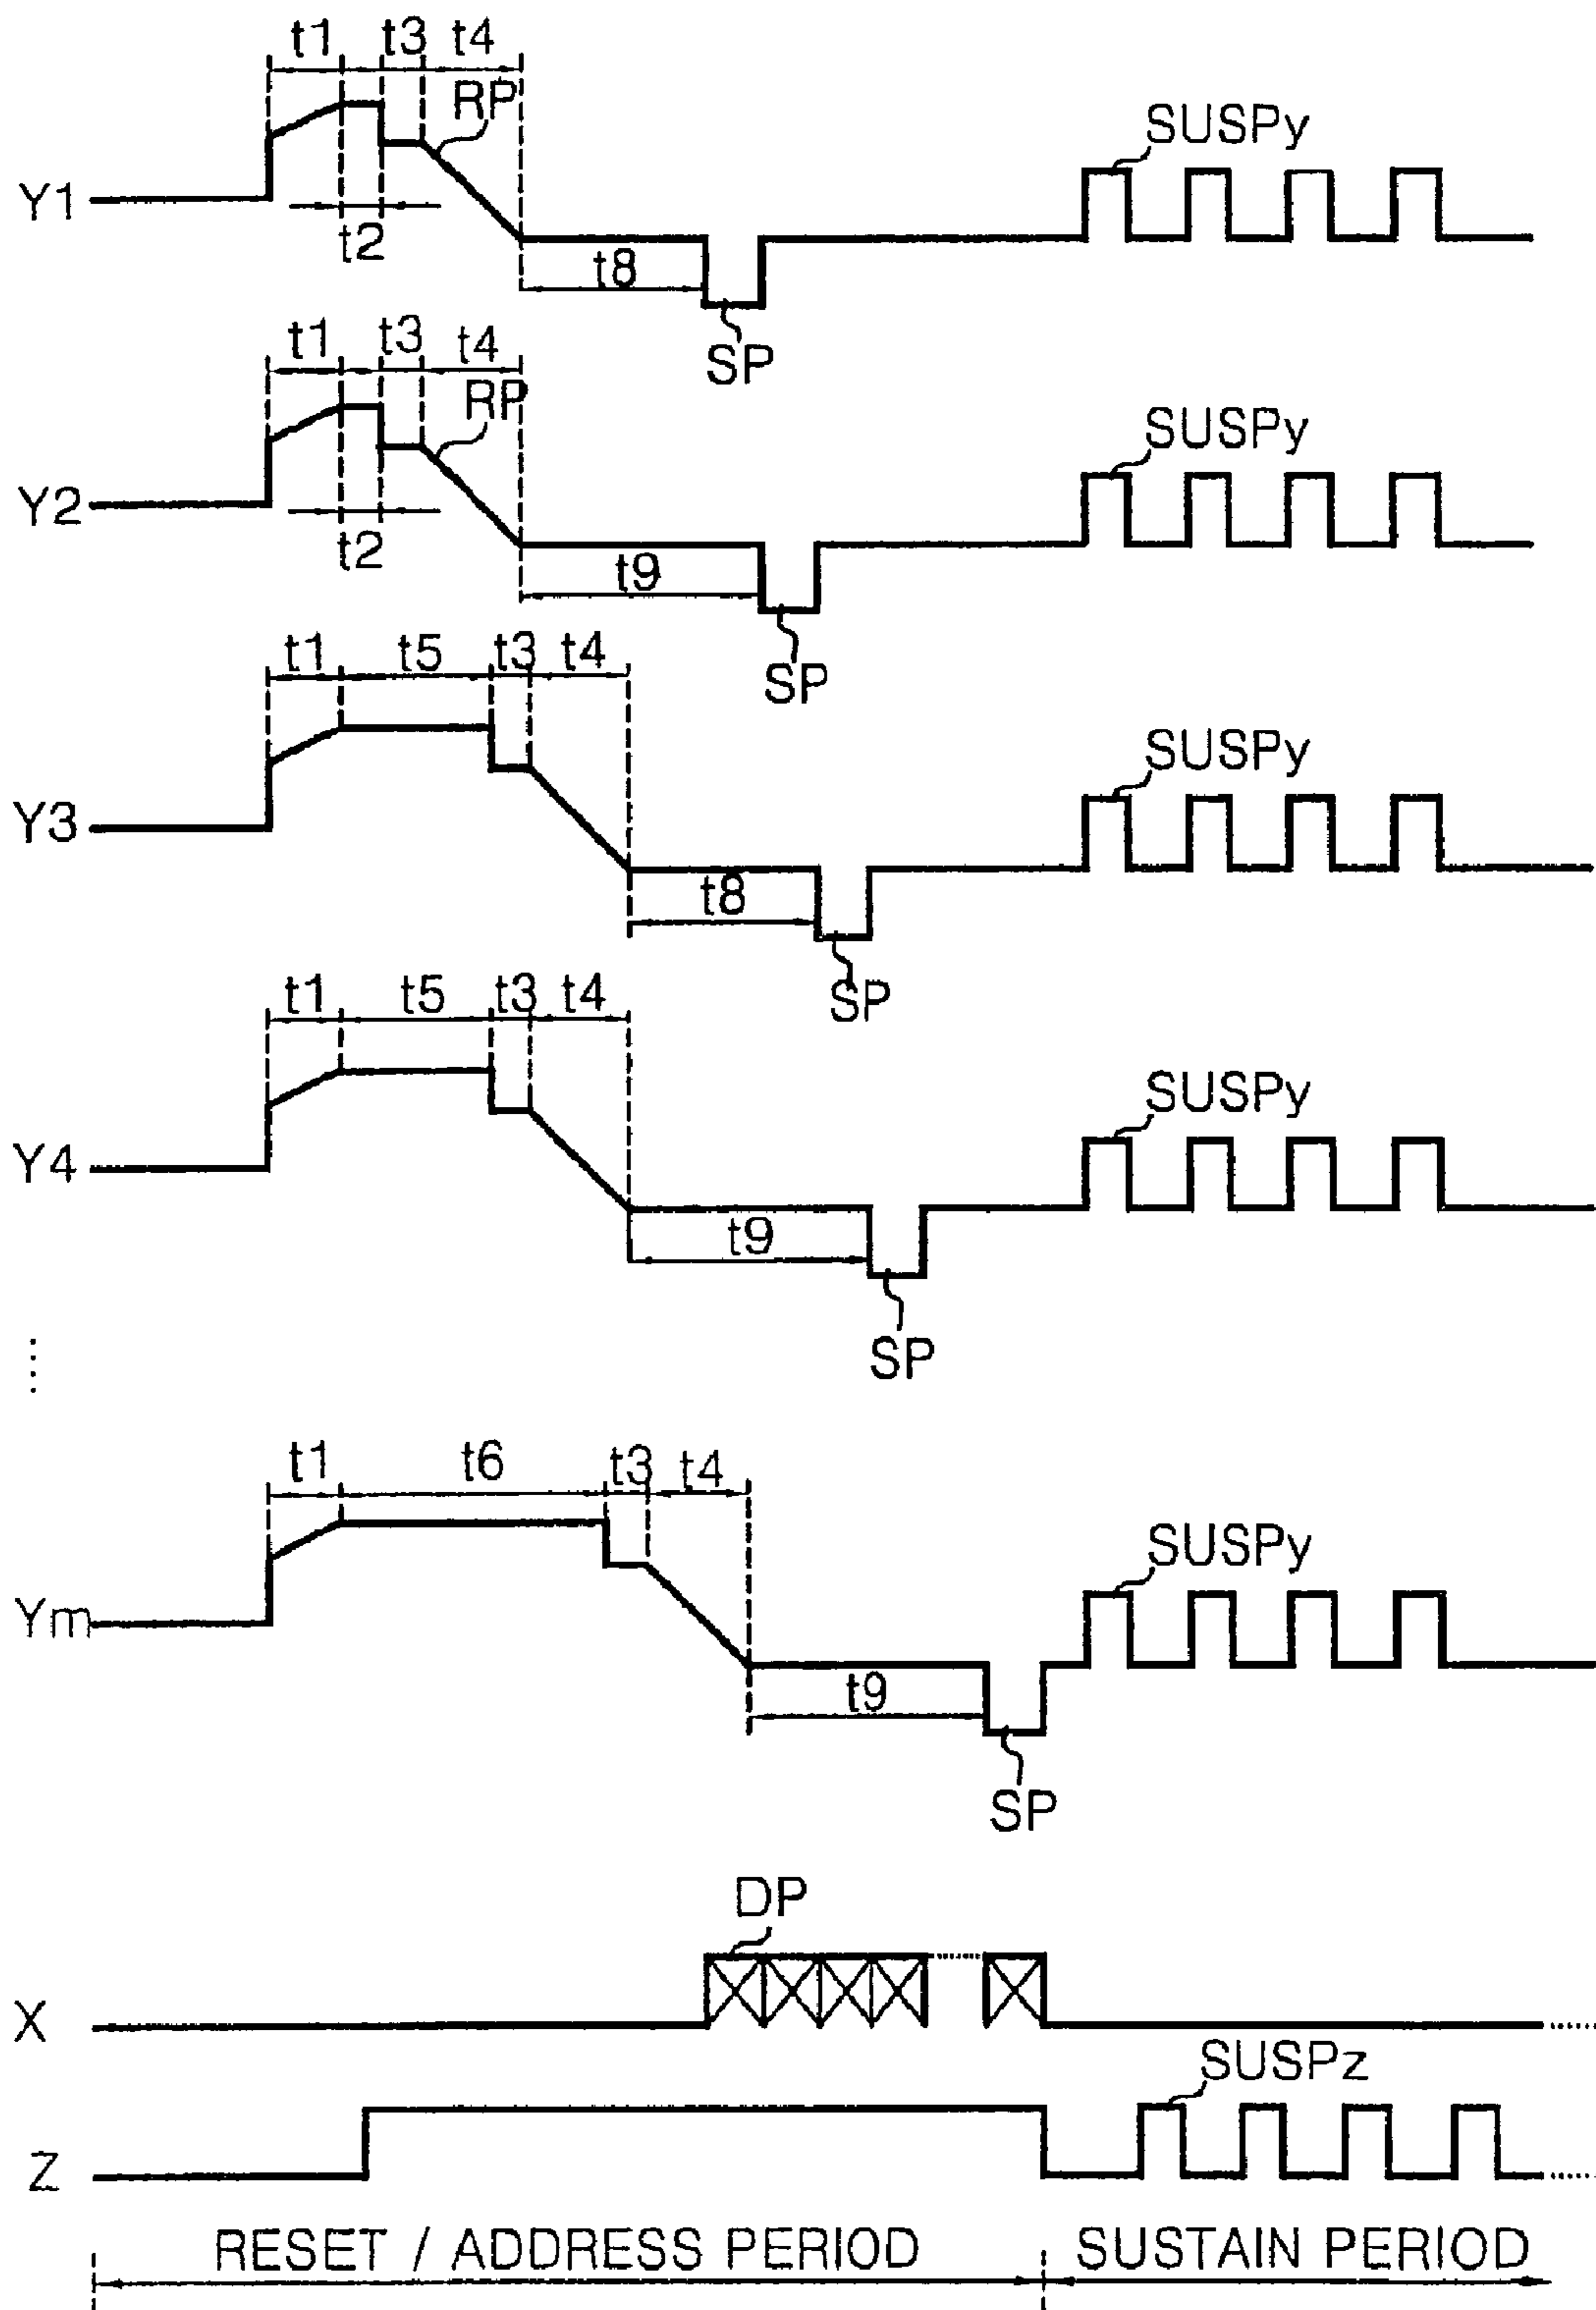 t1 t3 t4
RP
SUSPy
Y1
t2
t8
SP
t1 t3 t4
RP
SUSPy
Y2
t2
t9
SP
t1 t5 t3 t4
SUSPy
Y3
t8
SP
t1 t5 t3 t4
SUSPy
Y4
t9
SP
t1 t6 t3 t4
SUSPy
Ym
t9
SP
DP
X
SUSPz
Z
RESET / ADDRESS PERIOD SUSTAIN PERIOD